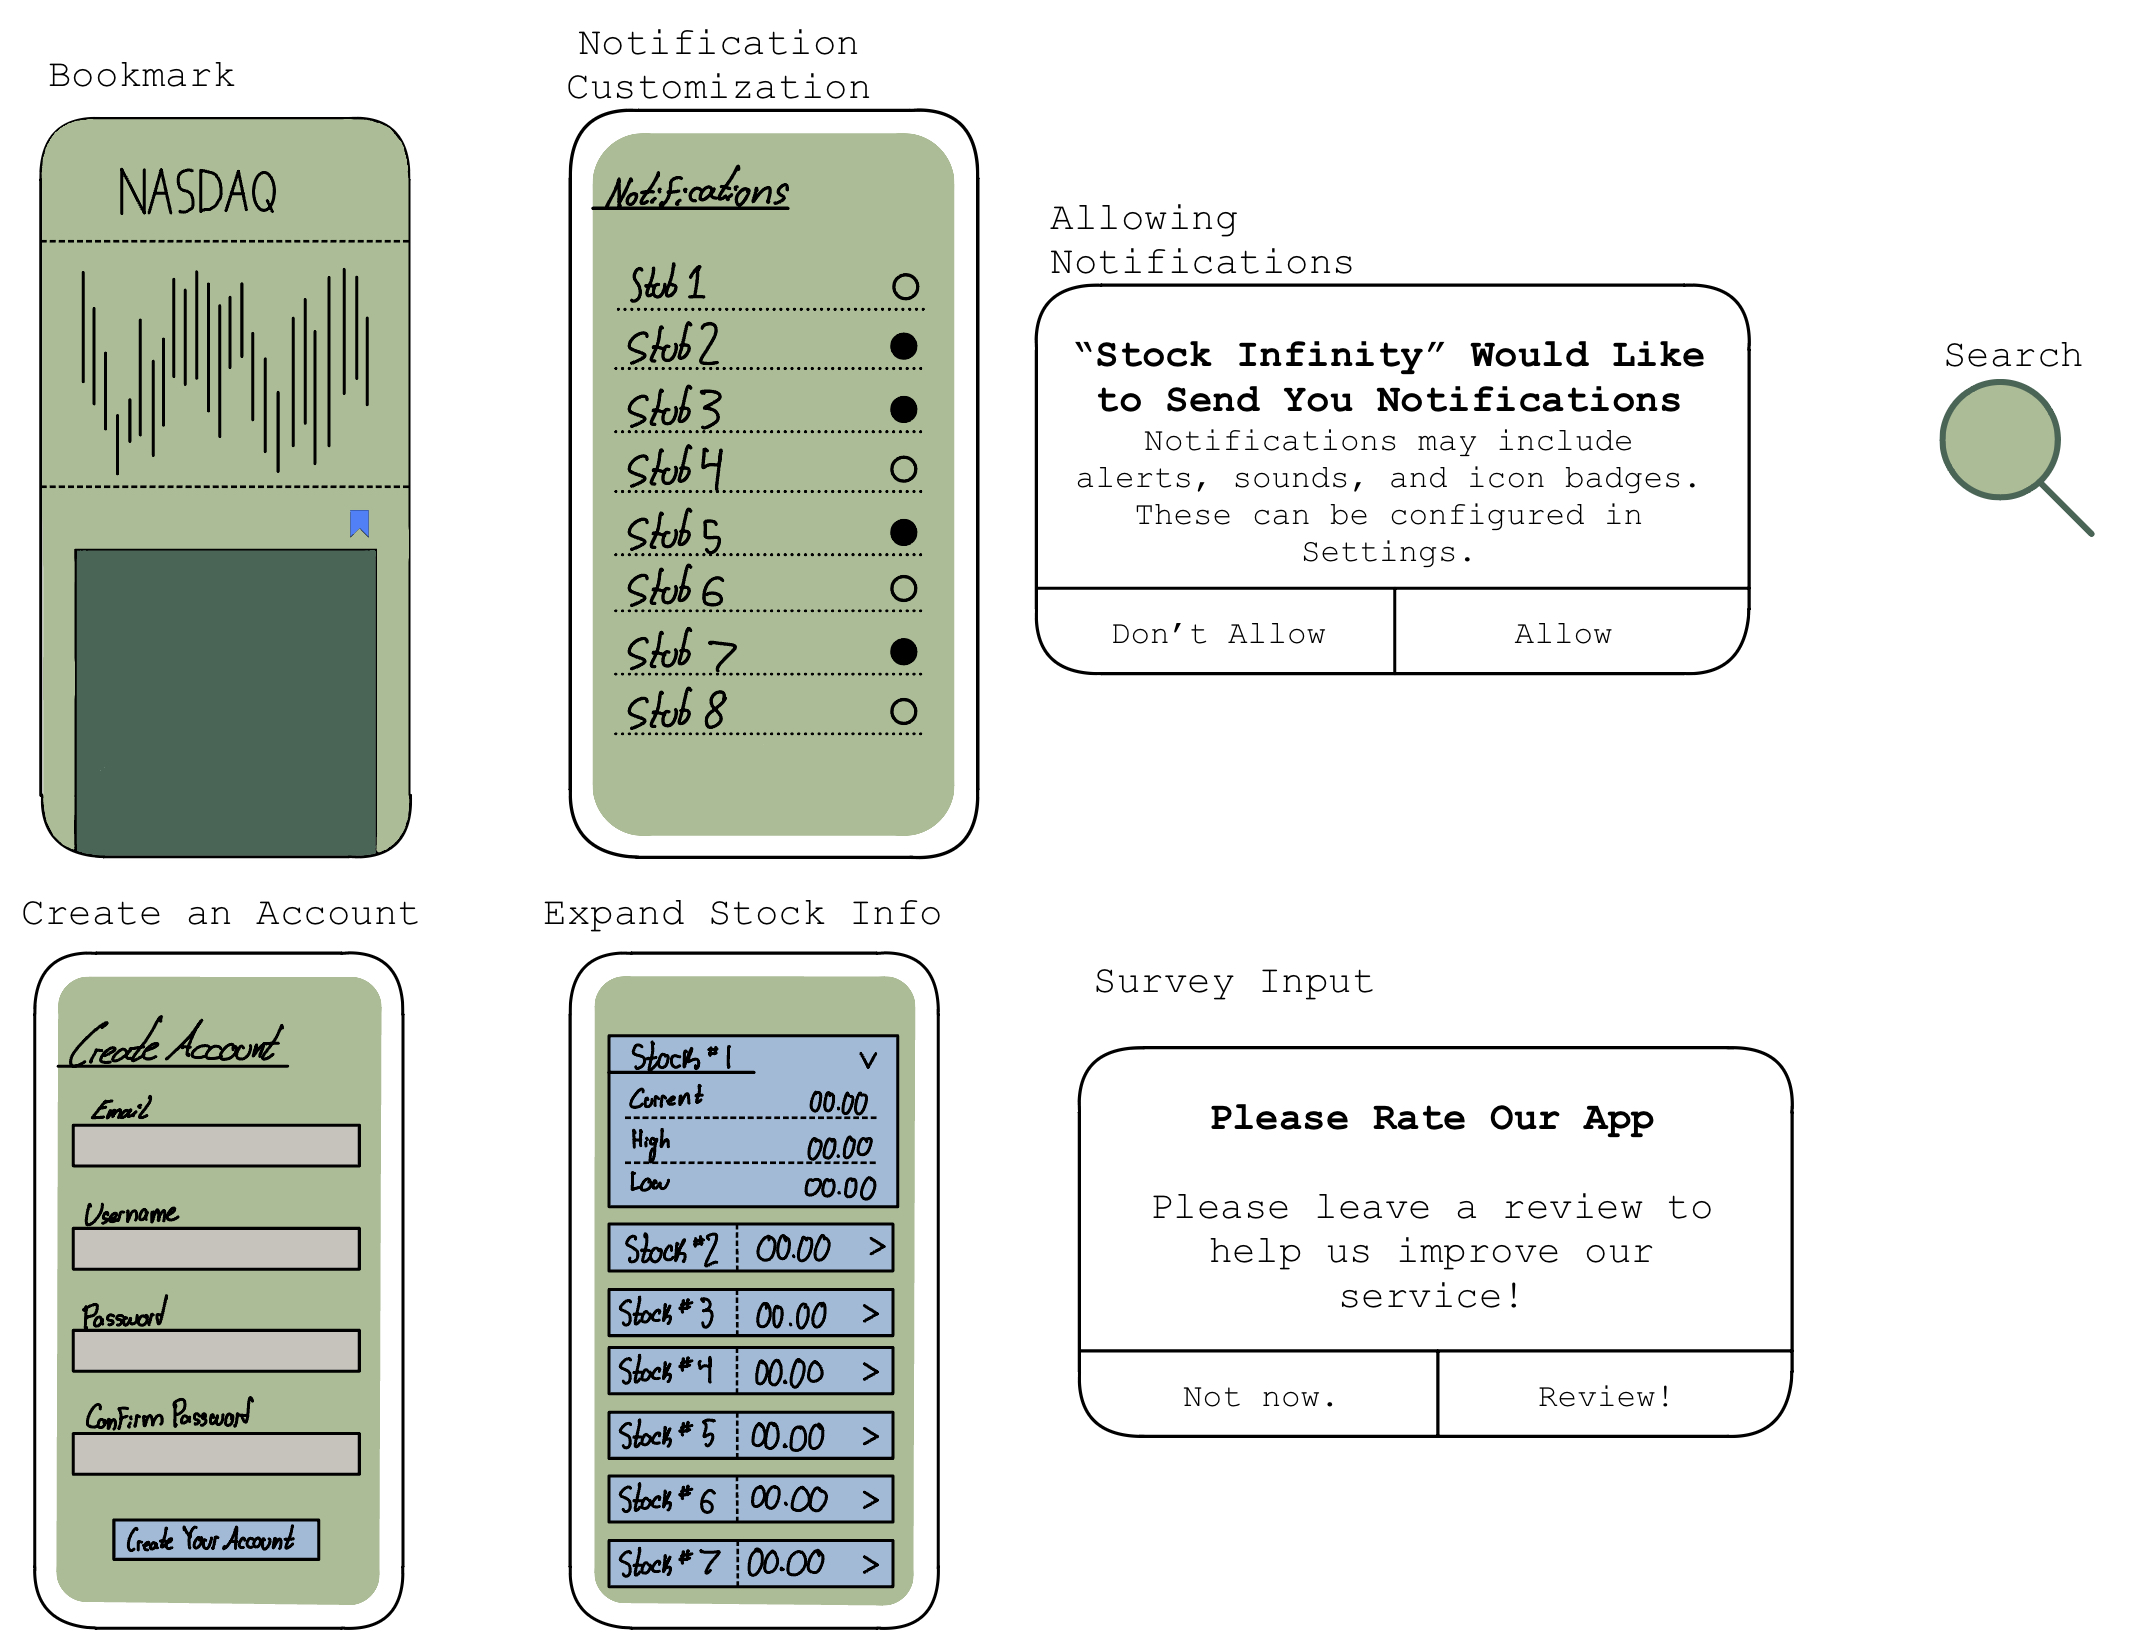 Bookmark
NASDAQ
Notification
Customization
Notifications
Stub 1
Stub 2
Stub 3
Stub 4
Stub 5
Stub 6
Stub 7
Stub 8
Allowing
Notifications
“Stock Infinity” Would Like
to Send You Notifications
Notifications may include
alerts, sounds, and icon badges.
These can be configured in
Settings.
Don’t Allow
Allow
Search
Create an Account
Create Account
Email
Username
Password
Confirm Password
Create Your Account
Expand Stock Info
Stock #1 v
Current 00.00
High 00.00
Low 00.00
Stock #2 00.00 >
Stock # 3 00.00 >
Stock # 4 00.00 >
Stock # 5 00.00 >
Stock # 6 00.00 >
Stock # 7 00.00 >
Survey Input
Please Rate Our App
Please leave a review to
help us improve our
service!
Not now.
Review!